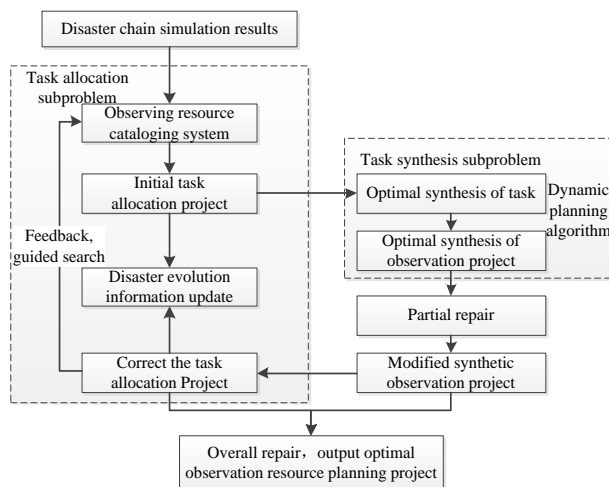 Disaster chain simulation results
Task allocation
subproblem
Observing resource
cataloging system
Task synthesis subproblem
Initial task
allocation project
Optimal synthesis of task
Dynamic
planning
algorithm
Feedback,
guided search
Optimal synthesis of
observation project
Disaster evolution
information update
Partial repair
Correct the task
allocation Project
Modified synthetic
observation project
Overall repair，output optimal
observation resource planning project